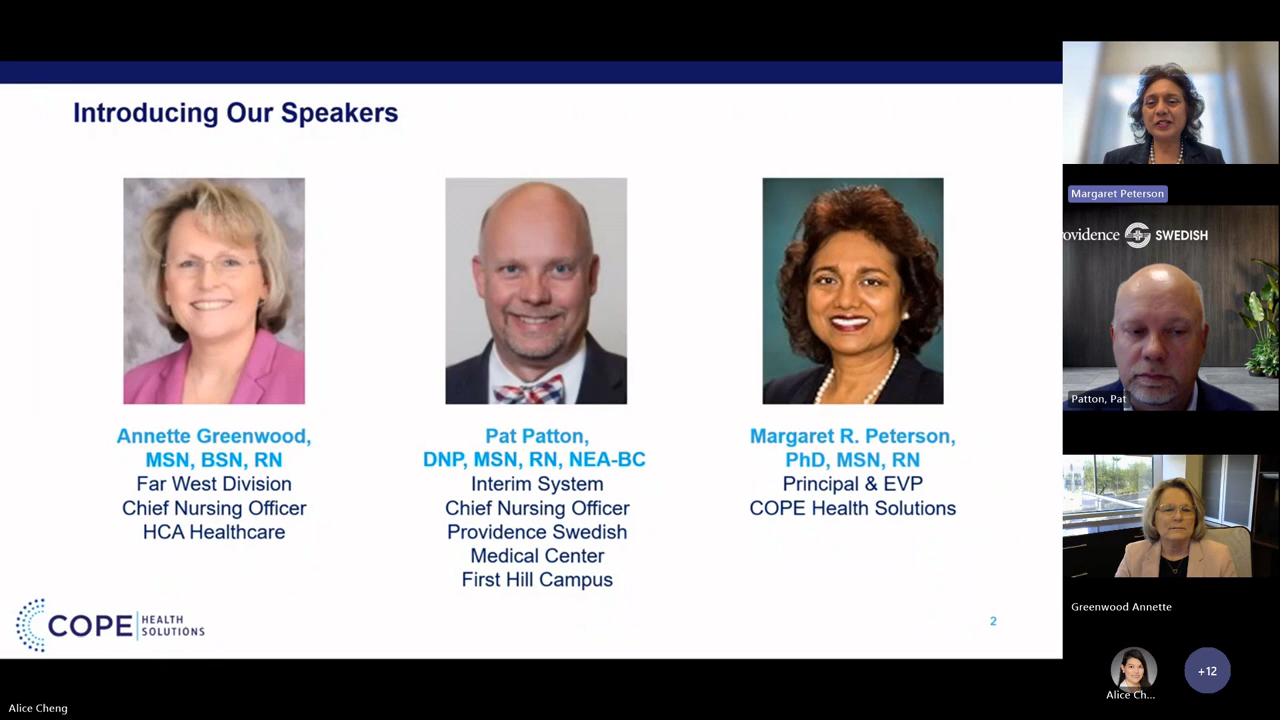 Introducing Our Speakers
Annette Greenwood,
MSN, BSN, RN
Far West Division
Chief Nursing Officer
HCA Healthcare
Pat Patton,
DNP, MSN, RN, NEA-BC
Interim System
Chief Nursing Officer
Providence Swedish
Medical Center
First Hill Campus
Margaret R. Peterson,
PhD, MSN, RN
Principal & EVP
COPE Health Solutions
COPE HEALTH
SOLUTIONS
2
Alice Cheng
Margaret Peterson
ovidence SWEDISH
Patton, Pat
Greenwood Annette
Alice Ch...
+12